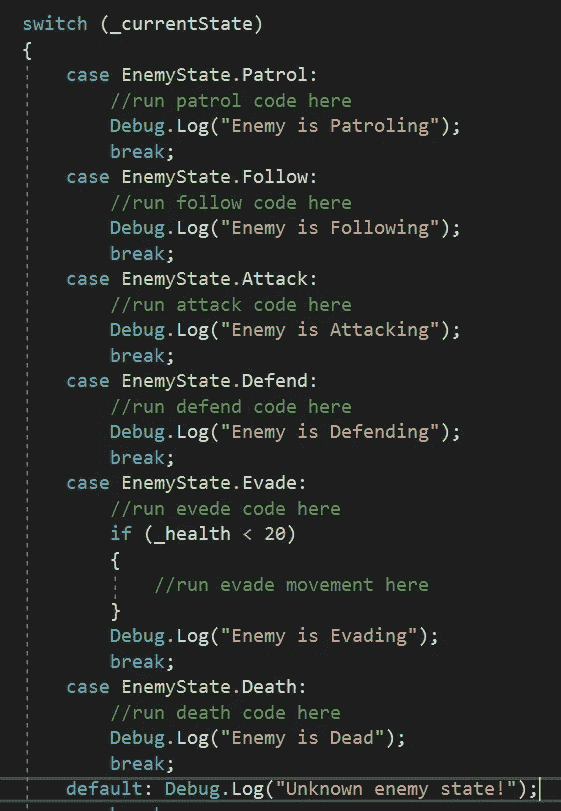 switch (_currentState)
{
case EnemyState.Patrol:
//run patrol code here
Debug.Log("Enemy is Patroling");
break;
case EnemyState.Follow:
//run follow code here
Debug.Log("Enemy is Following");
break;
case EnemyState.Attack:
//run attack code here
Debug.Log("Enemy is Attacking");
break;
case EnemyState.Defend:
//run defend code here
Debug.Log("Enemy is Defending");
break;
case EnemyState.Evade:
//run evede code here
if (_health < 20)
{
//run evade movement here
}
Debug.Log("Enemy is Evading");
break;
case EnemyState.Death:
//run death code here
Debug.Log("Enemy is Dead");
break;
default: Debug.Log("Unknown enemy state!");